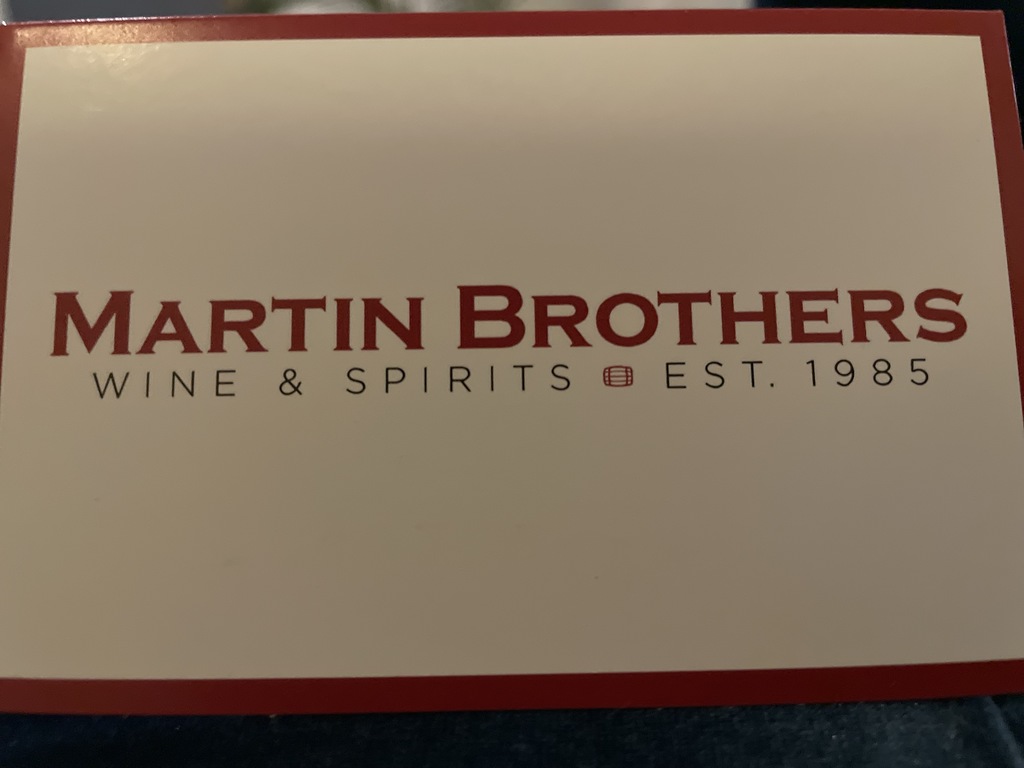 MARTIN BROTHERS
WINE & SPIRITS EST. 1985